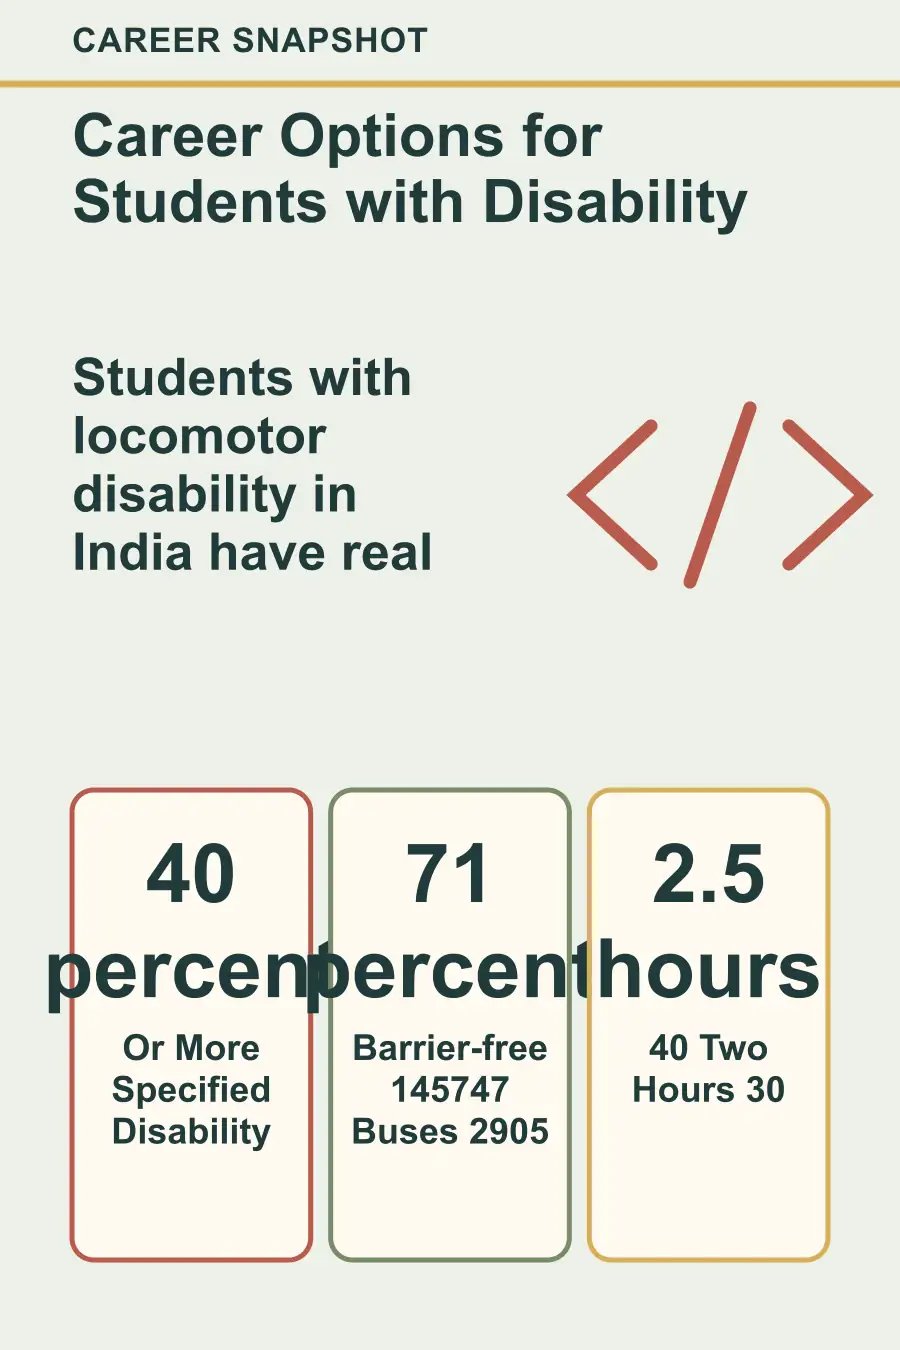 CAREER SNAPSHOT
Career Options for
Students with Disability
Students with
locomotor
disability in
India have real
40
percent
Or More
Specified
Disability
71
percent
Barrier-free
145747
Buses 2905
2.5
hours
40 Two
Hours 30